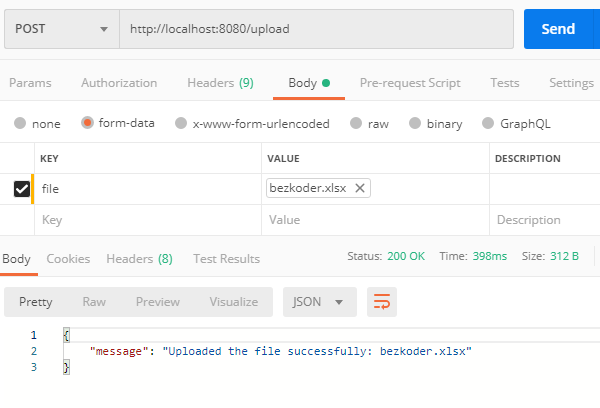 POST http://localhost:8080/upload Send
Params Authorization Headers (9) Body Pre-request Script Tests Settings
none form-data x-www-form-urlencoded raw binary GraphQL
KEY VALUE DESCRIPTION
file bezkoder.xlsx
Key Value Description
Body Cookies Headers (8) Test Results Status: 200 OK Time: 398ms Size: 312 B
Pretty Raw Preview Visualize JSON
1 {
2 "message": "Uploaded the file successfully: bezkoder.xlsx"
3 }